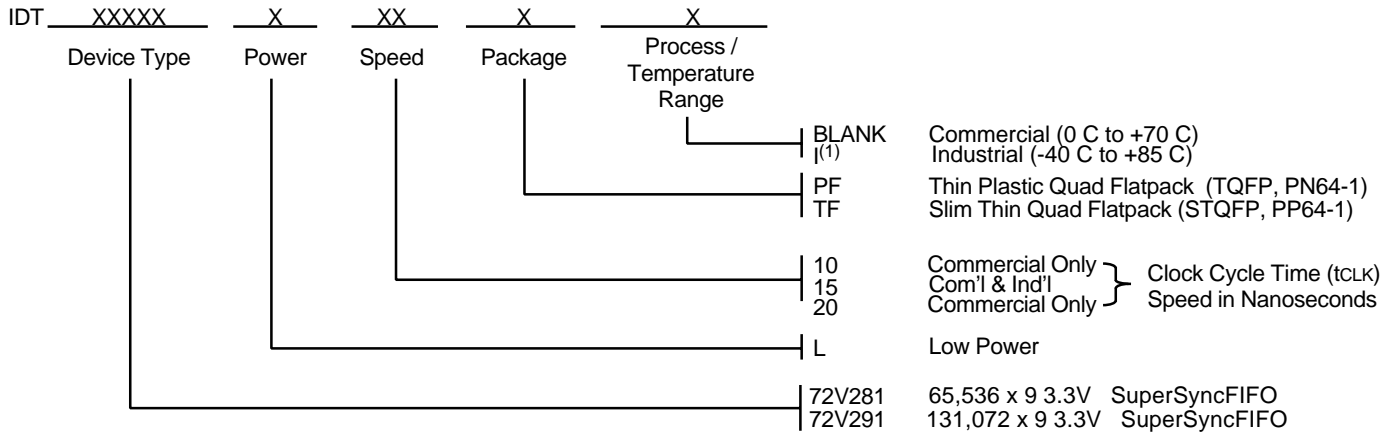 IDT XXXXX X XX X X
Device Type Power Speed Package Process /
Temperature
Range
BLANK Commercial (0 C to +70 C)
I(1) Industrial (-40 C to +85 C)
PF Thin Plastic Quad Flatpack (TQFP, PN64-1)
TF Slim Thin Quad Flatpack (STQFP, PP64-1)
10 Commercial Only
15 Com'l & Ind'l
20 Commercial Only
Clock Cycle Time (tCLK)
Speed in Nanoseconds
L Low Power
72V281 65,536 x 9 3.3V SuperSyncFIFO
72V291 131,072 x 9 3.3V SuperSyncFIFO